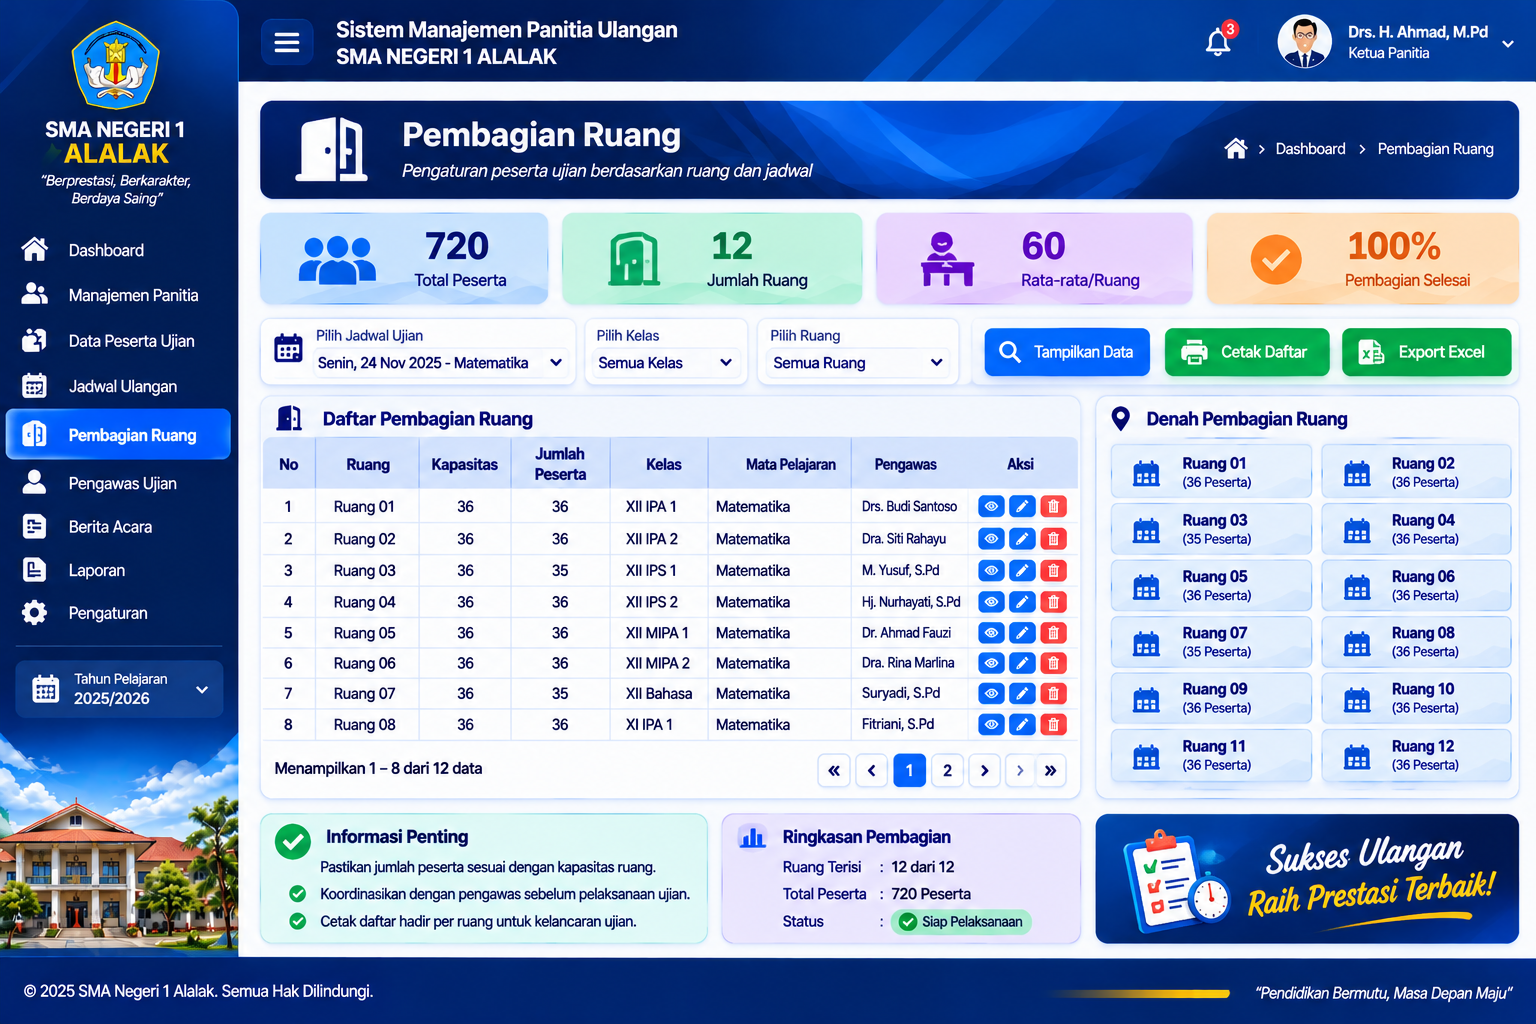 SMA NEGERI 1
ALALAK
"Berprestasi, Berkarakter,
Berdaya Saing"
Dashboard
Manajemen Panitia
Data Peserta Ujian
Jadwal Ulangan
Pembagian Ruang
Pengawas Ujian
Berita Acara
Laporan
Pengaturan
Tahun Pelajaran
2025/2026
Sistem Manajemen Panitia Ulangan
SMA NEGERI 1 ALALAK
3
Drs. H. Ahmad, M.Pd
Ketua Panitia
Pembagian Ruang
Pengaturan peserta ujian berdasarkan ruang dan jadwal
Dashboard > Pembagian Ruang
720
Total Peserta
12
Jumlah Ruang
60
Rata-rata/Ruang
100%
Pembagian Selesai
Pilih Jadwal Ujian
Senin, 24 Nov 2025 - Matematika
Pilih Kelas
Semua Kelas
Pilih Ruang
Semua Ruang
Tampilkan Data
Cetak Daftar
Export Excel
Daftar Pembagian Ruang
No Ruang Kapasitas Jumlah Peserta Kelas Mata Pelajaran Pengawas Aksi
1 Ruang 01 36 36 XII IPA 1 Matematika Drs. Budi Santoso
2 Ruang 02 36 36 XII IPA 2 Matematika Dra. Siti Rahayu
3 Ruang 03 36 35 XII IPS 1 Matematika M. Yusuf, S.Pd
4 Ruang 04 36 36 XII IPS 2 Matematika Hj. Nurhayati, S.Pd
5 Ruang 05 36 36 XII MIPA 1 Matematika Dr. Ahmad Fauzi
6 Ruang 06 36 36 XII MIPA 2 Matematika Dra. Rina Marlina
7 Ruang 07 36 35 XII Bahasa Matematika Suryadi, S.Pd
8 Ruang 08 36 36 XI IPA 1 Matematika Fitriani, S.Pd
Menampilkan 1 – 8 dari 12 data
« ‹ 1 2 › › »
Denah Pembagian Ruang
Ruang 01
(36 Peserta)
Ruang 02
(36 Peserta)
Ruang 03
(35 Peserta)
Ruang 04
(36 Peserta)
Ruang 05
(36 Peserta)
Ruang 06
(36 Peserta)
Ruang 07
(35 Peserta)
Ruang 08
(36 Peserta)
Ruang 09
(36 Peserta)
Ruang 10
(36 Peserta)
Ruang 11
(36 Peserta)
Ruang 12
(36 Peserta)
Informasi Penting
Pastikan jumlah peserta sesuai dengan kapasitas ruang.
Koordinasikan dengan pengawas sebelum pelaksanaan ujian.
Cetak daftar hadir per ruang untuk kelancaran ujian.
Ringkasan Pembagian
Ruang Terisi : 12 dari 12
Total Peserta : 720 Peserta
Status : Siap Pelaksanaan
Sukses Ulangan
Raih Prestasi Terbaik!
© 2025 SMA Negeri 1 Alalak. Semua Hak Dilindungi.
"Pendidikan Bermutu, Masa Depan Maju"